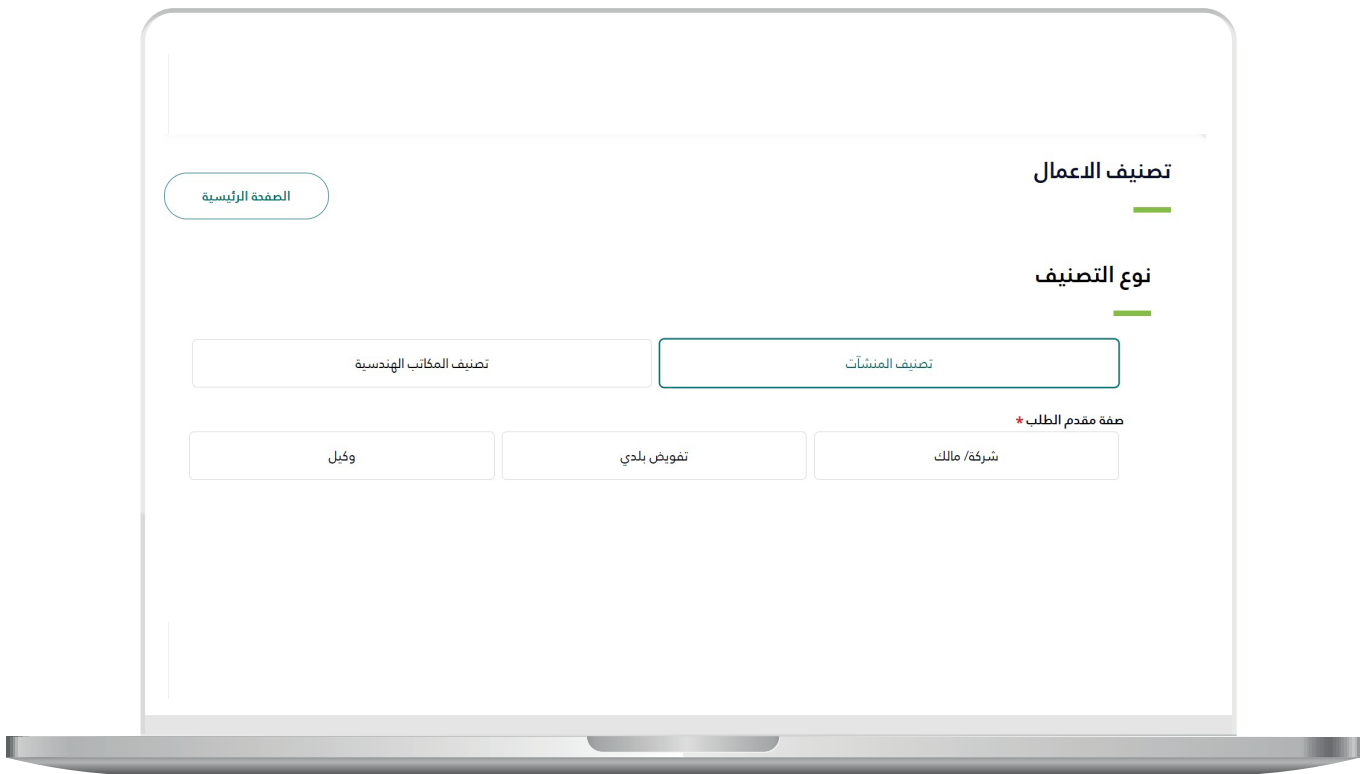 تصنيف الاعمال
الصفحة الرئيسية
نوع التصنيف
تصنيف المنشآت
تصنيف المكاتب الهندسية
صفة مقدم الطلب *
شركة/ مالك
تفويض بلدي
وكيل